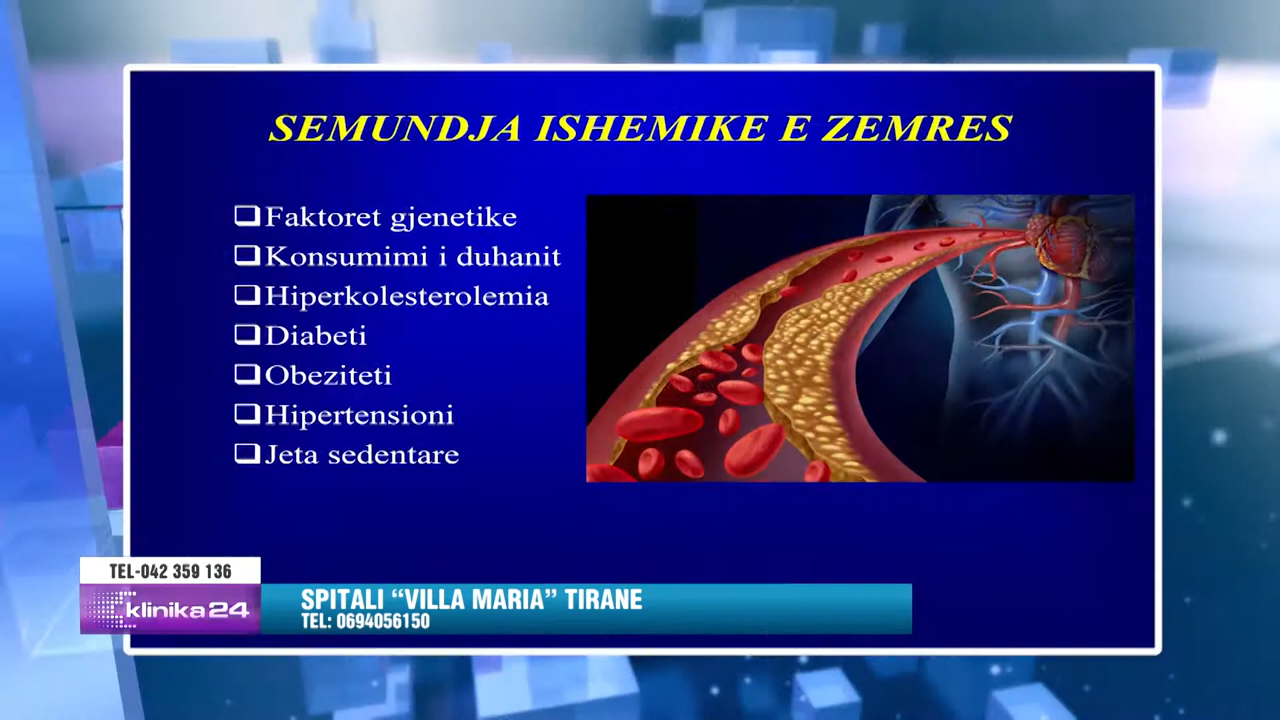 SEMUNDJA ISHEMIKE E ZEMRES
Faktoret gjenetike
Konsumimi i duhanit
Hiperkolesterolemia
Diabeti
Obeziteti
Hipertensioni
Jeta sedentare
TEL-042 359 136
klinika24
SPITALI “VILLA MARIA” TIRANE
TEL: 0694056150